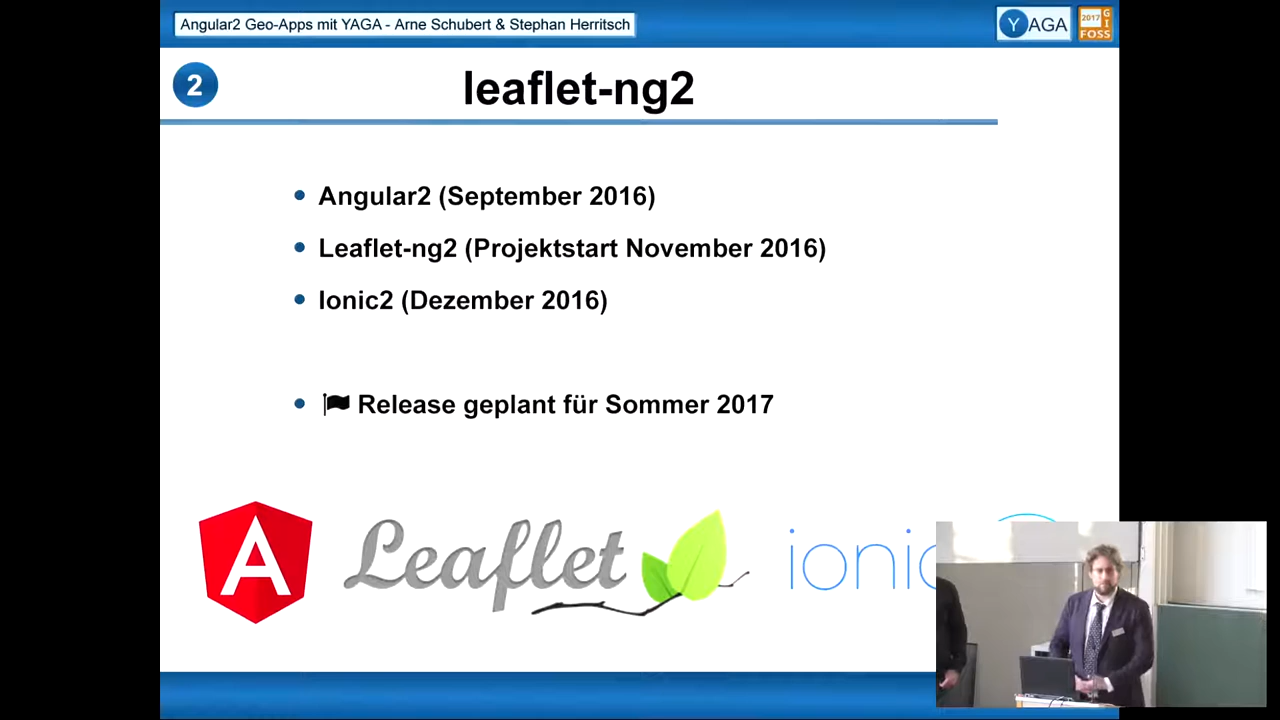 Angular2 Geo-Apps mit YAGA - Arne Schubert & Stephan Herritsch
YAGA
2017
GI
FOSS
2
leaflet-ng2
Angular2 (September 2016)
Leaflet-ng2 (Projektstart November 2016)
Ionic2 (Dezember 2016)
Release geplant für Sommer 2017
A
Leaflet
ionic